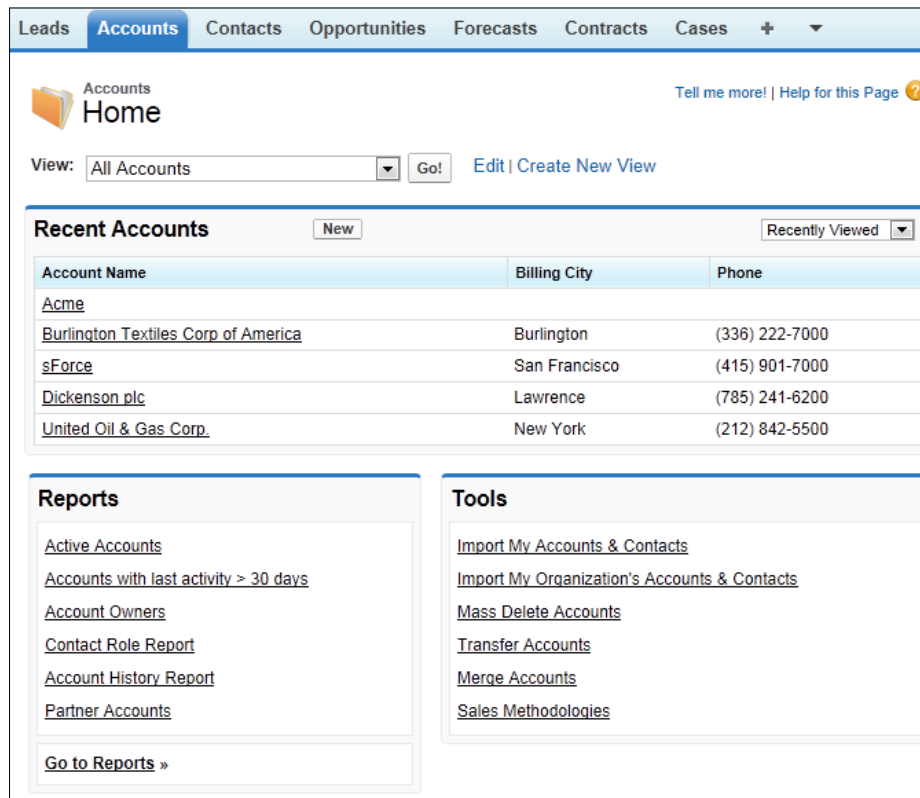 Leads Accounts Contacts Opportunities Forecasts Contracts Cases +
Accounts
Home
Tell me more! | Help for this Page ?
View: All Accounts Go! Edit | Create New View
Recent Accounts New Recently Viewed
Account Name Billing City Phone
Acme
Burlington Textiles Corp of America Burlington (336) 222-7000
sForce San Francisco (415) 901-7000
Dickenson plc Lawrence (785) 241-6200
United Oil & Gas Corp. New York (212) 842-5500
Reports
Active Accounts
Accounts with last activity > 30 days
Account Owners
Contact Role Report
Account History Report
Partner Accounts
Go to Reports »
Tools
Import My Accounts & Contacts
Import My Organization's Accounts & Contacts
Mass Delete Accounts
Transfer Accounts
Merge Accounts
Sales Methodologies